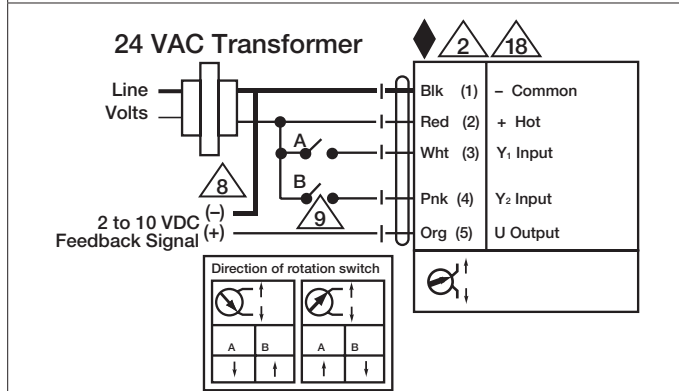 24 VAC Transformer
2
18
Line
Volts
Blk (1) – Common
Red (2) + Hot
A
Wht (3) Y₁ Input
B
Pnk (4) Y₂ Input
8
9
2 to 10 VDC (–)
Feedback Signal (+)
Org (5) U Output
Direction of rotation switch
A B A B